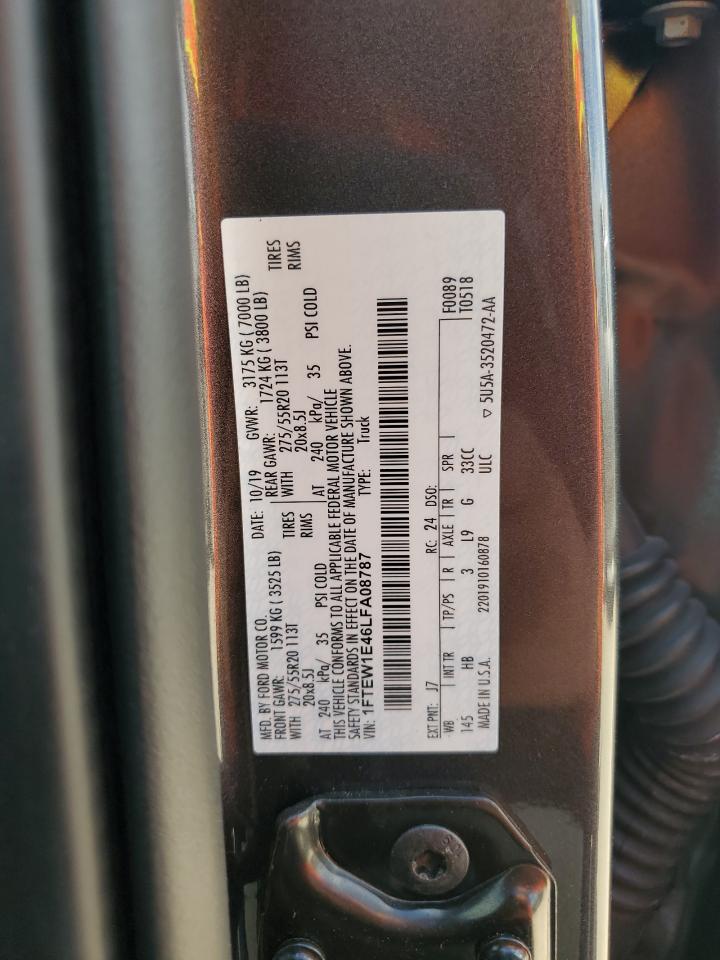 MFD. BY FORD MOTOR CO. DATE: 10/19 GVWR: 3175 KG ( 7000 LB)
FRONT GAWR: 1599 KG ( 3525 LB) REAR GAWR: 1724 KG ( 3800 LB)
WITH 275/55R20 113T TIRES WITH 275/55R20 113T TIRES
20x8.5J RIMS 20x8.5J RIMS
AT 240 kPa/ 35 PSI COLD AT 240 kPa/ 35 PSI COLD
THIS VEHICLE CONFORMS TO ALL APPLICABLE FEDERAL MOTOR VEHICLE
SAFETY STANDARDS IN EFFECT ON THE DATE OF MANUFACTURE SHOWN ABOVE.
VIN: 1FTEW1E46LFA08787 TYPE: Truck
EXT PNT: J7 RC: 24 DSO: F0089
WB INT TR TP/PS R AXLE TR SPR T0518
145 HB 3 L9 G 33CC
MADE IN U.S.A. 2201910160878 ULC ▽ 5U5A-3520472-AA